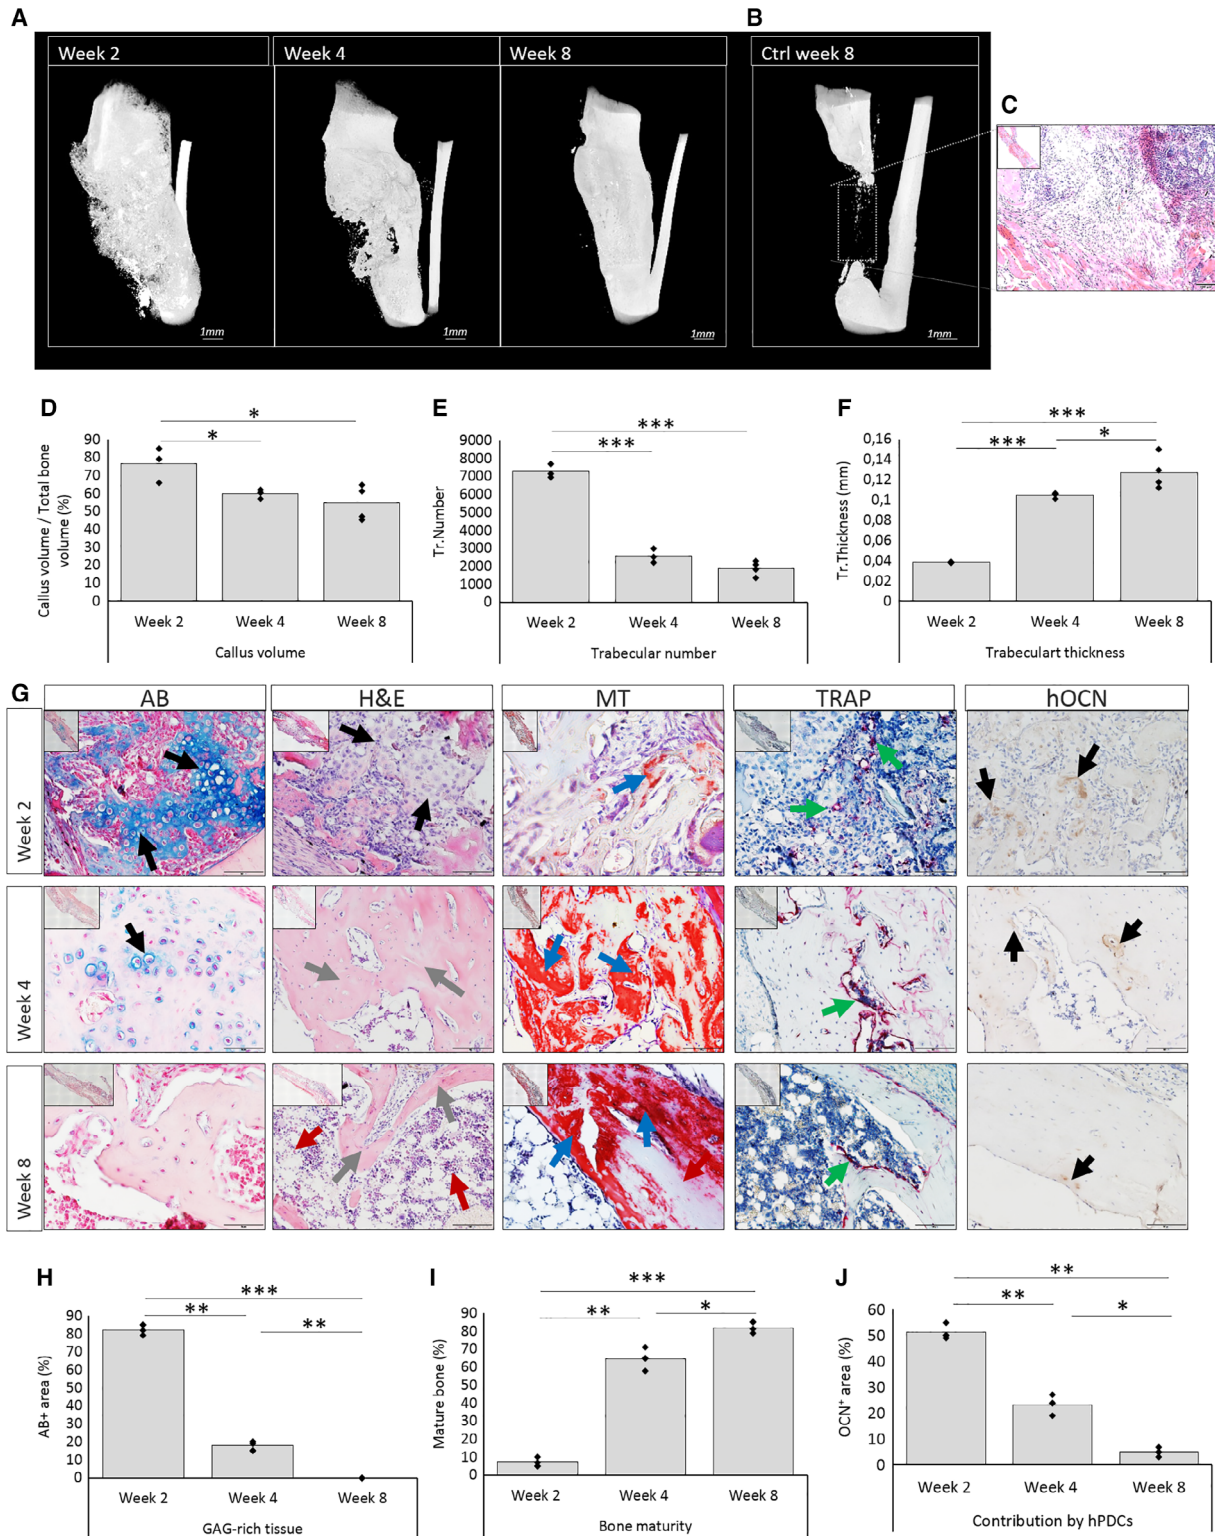 A
B
Week 2
Week 4
Week 8
Ctrl week 8
C
1mm
1mm
1mm
1mm
D
E
F
*
*
Callus volume / Total bone
volume (%)
90
80
70
60
50
40
30
20
10
0
Week 2
Week 4
Week 8
Callus volume
***
***
Tr.Number
9000
8000
7000
6000
5000
4000
3000
2000
1000
0
Week 2
Week 4
Week 8
Trabecular number
***
***
*
Tr.Thickness (mm)
0,16
0,14
0,12
0,1
0,08
0,06
0,04
0,02
0
Week 2
Week 4
Week 8
Trabeculart thickness
G
AB
H&E
MT
TRAP
hOCN
Week 2
Week 4
Week 8
H
I
J
***
**
**
AB+ area (%)
90
80
70
60
50
40
30
20
10
0
Week 2
Week 4
Week 8
GAG-rich tissue
***
**
*
Mature bone (%)
90
80
70
60
50
40
30
20
10
0
Week 2
Week 4
Week 8
Bone maturity
**
**
*
OCN⁺ area (%)
60
50
40
30
20
10
0
Week 2
Week 4
Week 8
Contribution by hPDCs